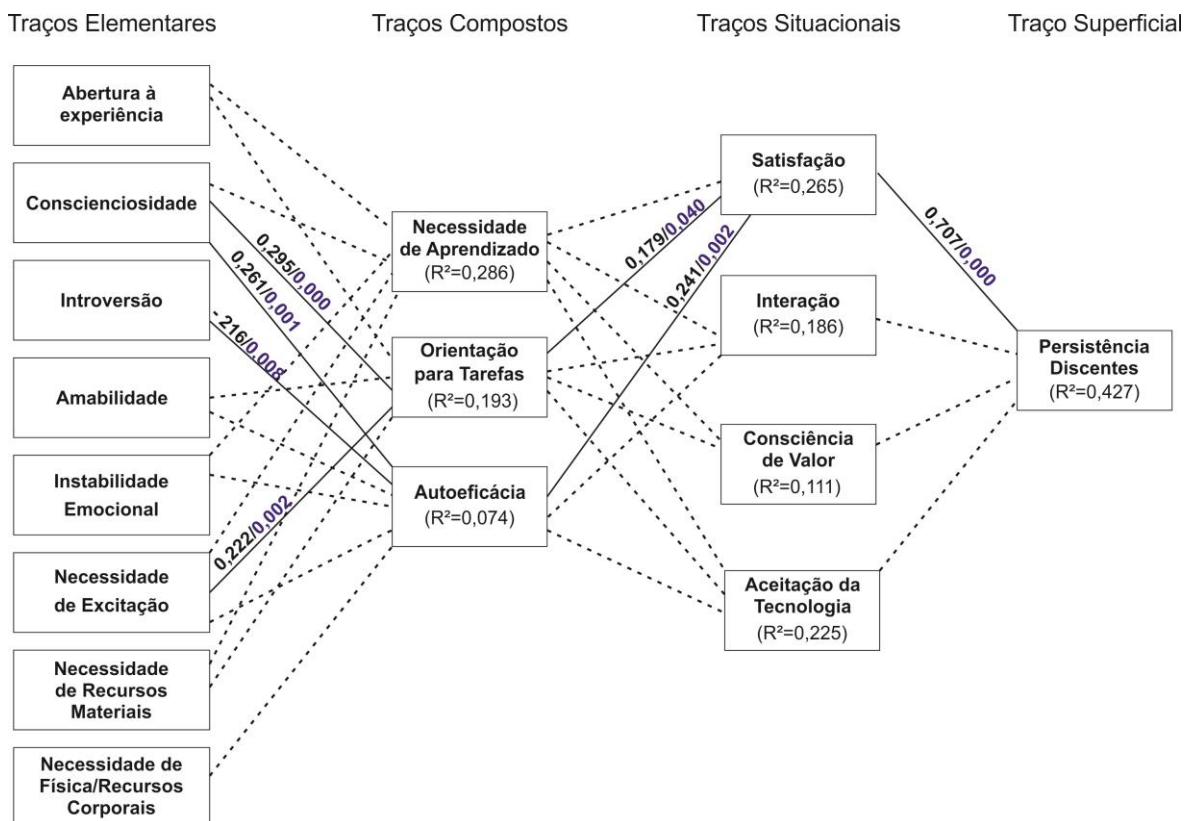 Traços Elementares
Traços Compostos
Traços Situacionais
Traço Superficial
Abertura à
experiência
Conscienciosidade
Introversão
Amabilidade
Instabilidade
Emocional
Necessidade
de Excitação
Necessidade
de Recursos
Materiais
Necessidade de
Física/Recursos
Corporais
0,295/0,000
0,261/0,001
- 216/0,008
0,222/0,002
Necessidade
de Aprendizado
(R²=0,286)
Orientação
para Tarefas
(R²=0,193)
Autoeficácia
(R²=0,074)
0,179/0,040
0,241/0,002
Satisfação
(R²=0,265)
Interação
(R²=0,186)
Consciência
de Valor
(R²=0,111)
Aceitação da
Tecnologia
(R²=0,225)
0,707/0,000
Persistência
Discentes
(R²=0,427)